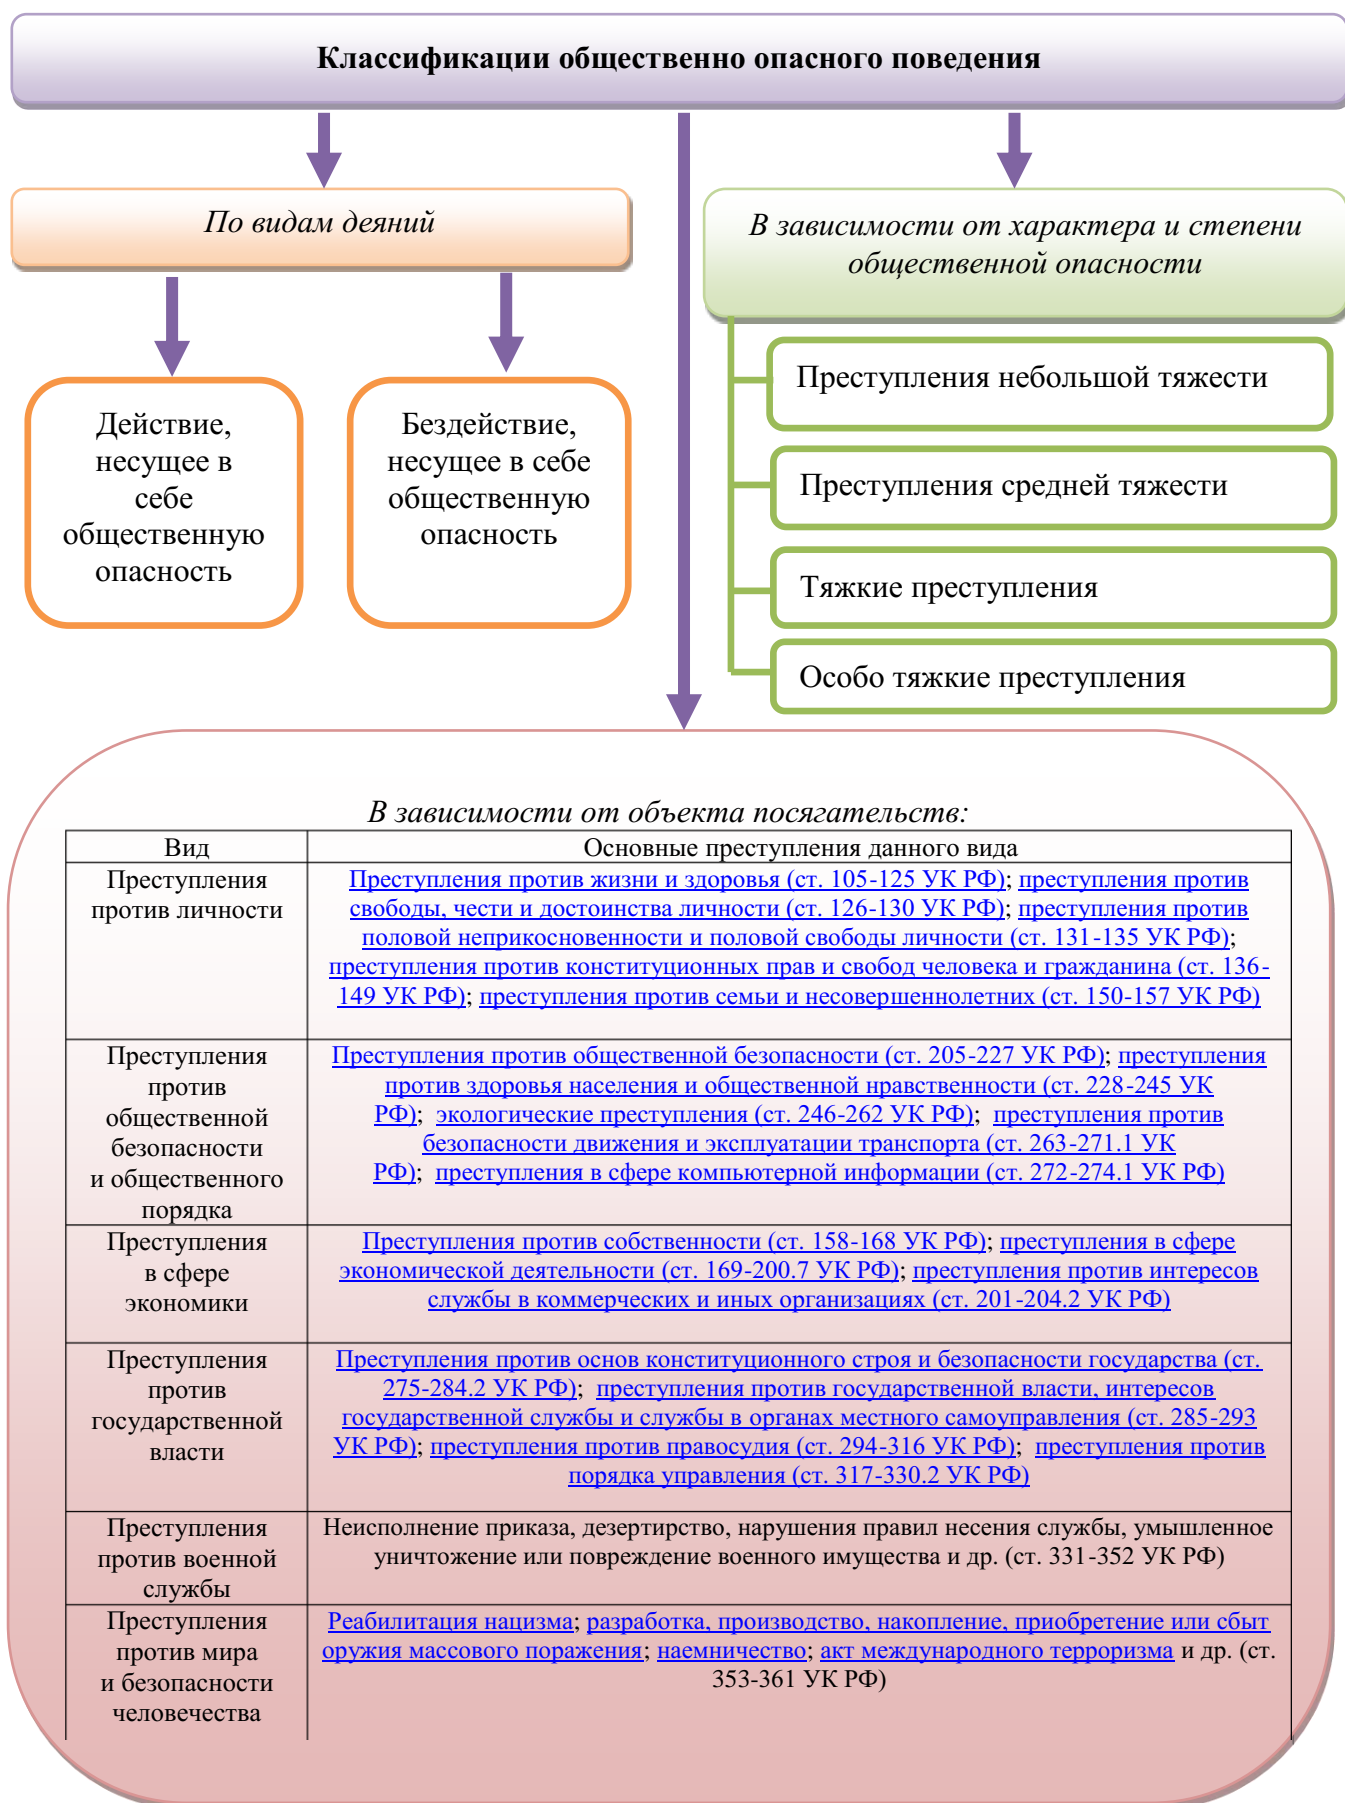 Классификации общественно опасного поведения
По видам деяний
Действие,
несущее в
себе
общественную
опасность
Бездействие,
несущее в себе
общественную
опасность
В зависимости от характера и степени
общественной опасности
Преступления небольшой тяжести
Преступления средней тяжести
Тяжкие преступления
Особо тяжкие преступления
В зависимости от объекта посягательств:
Вид
Основные преступления данного вида
Преступления
против личности
Преступления против жизни и здоровья (ст. 105-125 УК РФ); преступления против
свободы, чести и достоинства личности (ст. 126-130 УК РФ); преступления против
половой неприкосновенности и половой свободы личности (ст. 131-135 УК РФ);
преступления против конституционных прав и свобод человека и гражданина (ст. 136-
149 УК РФ); преступления против семьи и несовершеннолетних (ст. 150-157 УК РФ)
Преступления
против
общественной
безопасности
и общественного
порядка
Преступления против общественной безопасности (ст. 205-227 УК РФ); преступления
против здоровья населения и общественной нравственности (ст. 228-245 УК
РФ); экологические преступления (ст. 246-262 УК РФ); преступления против
безопасности движения и эксплуатации транспорта (ст. 263-271.1 УК
РФ); преступления в сфере компьютерной информации (ст. 272-274.1 УК РФ)
Преступления
в сфере
экономики
Преступления против собственности (ст. 158-168 УК РФ); преступления в сфере
экономической деятельности (ст. 169-200.7 УК РФ); преступления против интересов
службы в коммерческих и иных организациях (ст. 201-204.2 УК РФ)
Преступления
против
государственной
власти
Преступления против основ конституционного строя и безопасности государства (ст.
275-284.2 УК РФ); преступления против государственной власти, интересов
государственной службы и службы в органах местного самоуправления (ст. 285-293
УК РФ); преступления против правосудия (ст. 294-316 УК РФ); преступления против
порядка управления (ст. 317-330.2 УК РФ)
Преступления
против военной
службы
Неисполнение приказа, дезертирство, нарушения правил несения службы, умышленное
уничтожение или повреждение военного имущества и др. (ст. 331-352 УК РФ)
Преступления
против мира
и безопасности
человечества
Реабилитация нацизма; разработка, производство, накопление, приобретение или сбыт
оружия массового поражения; наемничество; акт международного терроризма и др. (ст.
353-361 УК РФ)